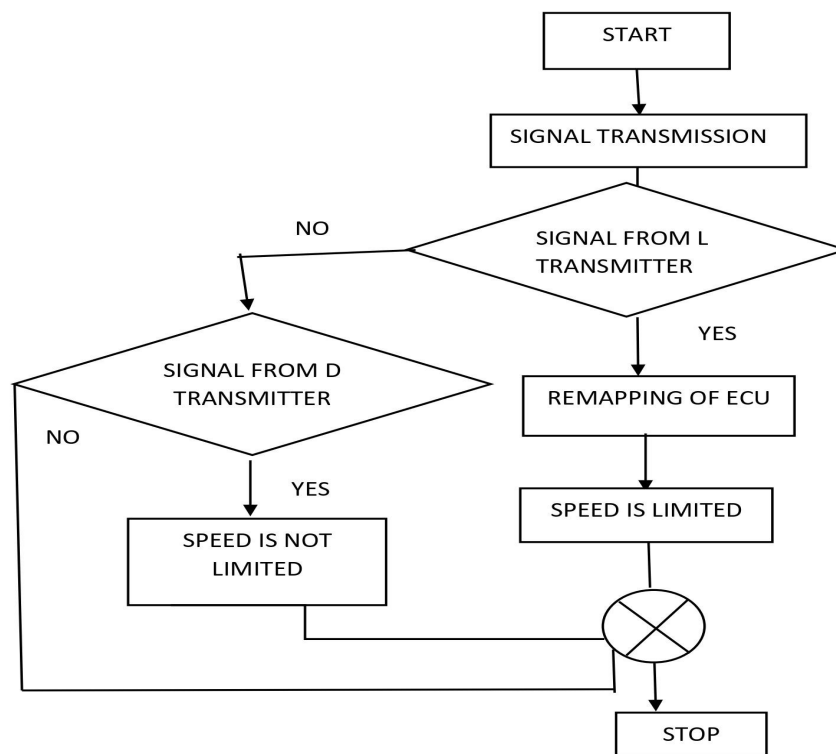 START
SIGNAL TRANSMISSION
NO
SIGNAL FROM L
TRANSMITTER
YES
SIGNAL FROM D
TRANSMITTER
REMAPPING OF ECU
NO
YES
SPEED IS LIMITED
SPEED IS NOT
LIMITED
STOP